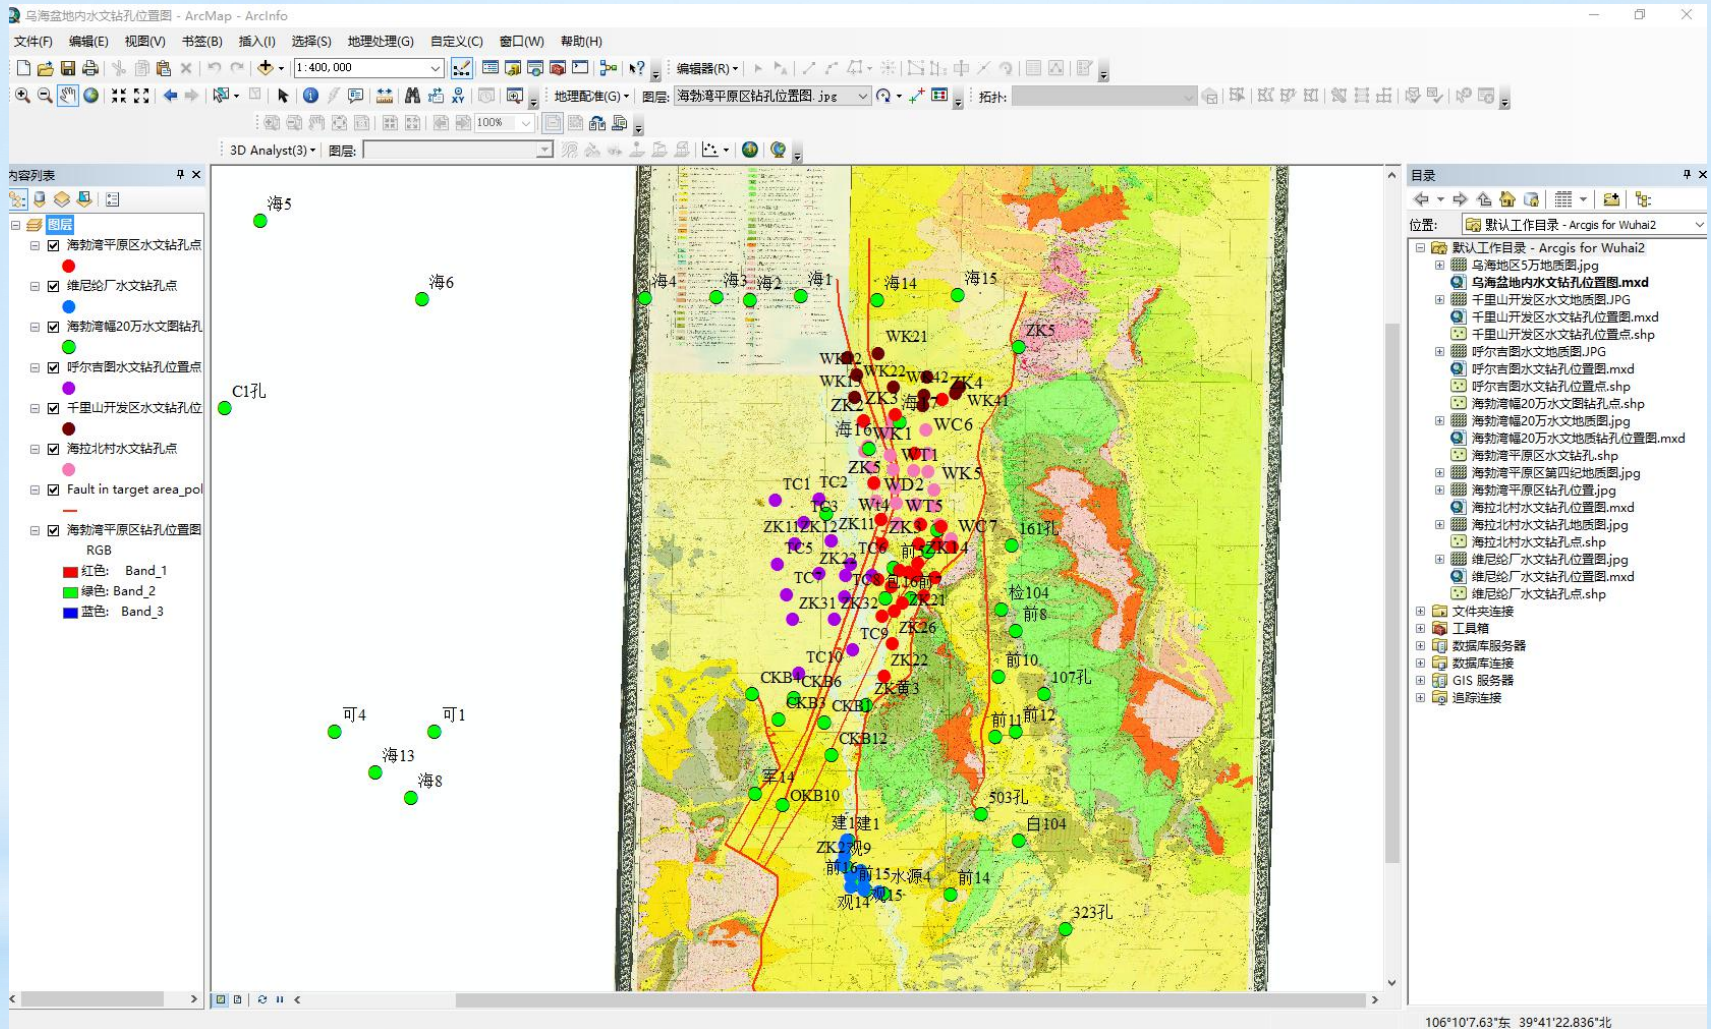 乌海盆地内水文钻孔位置图 - ArcMap - ArcInfo
文件(F) 编辑(E) 视图(V) 书签(B) 插入(I) 选择(S) 地理处理(G) 自定义(C) 窗口(W) 帮助(H)
1:400,000 编辑器(R)
地理配准(G) 图层: 海勃湾平原区钻孔位置图.jpg 拓扑:
100%
3D Analyst(3) 图层:
内容列表
图层
海勃湾平原区水文钻孔点
维尼纶厂水文钻孔点
海勃湾幅20万水文图钻孔
呼尔吉图水文钻孔位置点
千里山开发区水文钻孔位
海拉北村水文钻孔点
Fault in target area_pol
海勃湾平原区钻孔位置图
RGB
红色: Band_1
绿色: Band_2
蓝色: Band_3
海5
海6
海4 海3 海2 海1 海14 海15
C1孔
ZK5
WK21
WK22 WK42 ZK4
WK41
ZK2 ZK3
海16 WK1 WC6
WT1
ZK5 WK5
TC1 TC2 WD2
TC3 Wt4 WT5
ZK11 ZK12 ZK11 ZK3 WC7 161孔
TC5 TC6 ZK14
ZK22
TC7 TC8
检104
ZK31 ZK32 ZK21 前8
TC9 ZK26
TC10 ZK22 前10
CKB4 CKB6 ZK黄3 107孔
CKB3 CKB1 前11 前12
可4 可1
CKB12
海13
海8
军14
OKB10 503孔
建1 建1 白104
ZK27 观9
前16 前15 水源4 前14
观14 观15
323孔
目录
位置: 默认工作目录 - Arcgis for Wuhai2
默认工作目录 - Arcgis for Wuhai2
乌海地区5万地质图.jpg
乌海盆地内水文钻孔位置图.mxd
千里山开发区水文地质图.JPG
千里山开发区水文钻孔位置图.mxd
千里山开发区水文钻孔位置点.shp
呼尔吉图水文地质图.JPG
呼尔吉图水文钻孔位置图.mxd
呼尔吉图水文钻孔位置点.shp
海勃湾幅20万水文图钻孔点.shp
海勃湾幅20万水文地质图.jpg
海勃湾幅20万水文地质钻孔位置图.mxd
海勃湾平原区水文钻孔.shp
海勃湾平原区第四纪地质图.jpg
海勃湾平原区钻孔位置.jpg
海拉北村水文钻孔位置图.mxd
海拉北村水文钻孔地质图.jpg
海拉北村水文钻孔点.shp
维尼纶厂水文钻孔位置图.jpg
维尼纶厂水文钻孔位置图.mxd
维尼纶厂水文钻孔点.shp
文件夹连接
工具箱
数据库服务器
数据库连接
GIS 服务器
追踪连接
106°10'7.63"东 39°41'22.836"北